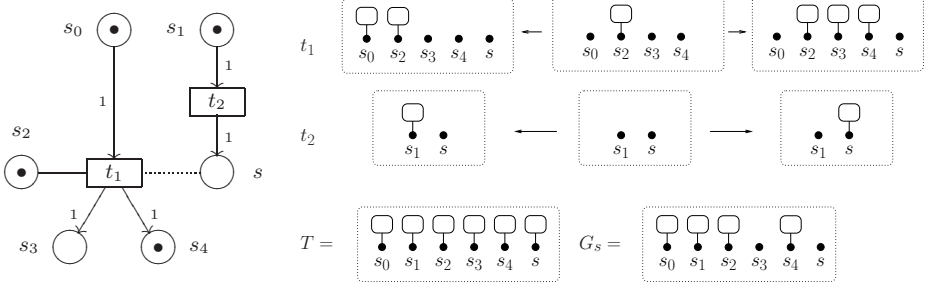 s₀ s₁
1 1
t₂
1
s₂
t₁ s
1 1
s₃ s₄
t₁ s₀ s₂ s₃ s₄ s s₀ s₂ s₃ s₄ s₀ s₂ s₃ s₄ s
t₂ s₁ s s₁ s s₁ s
T = s₀ s₁ s₂ s₃ s₄ s Gₛ = s₀ s₁ s₂ s₃ s₄ s